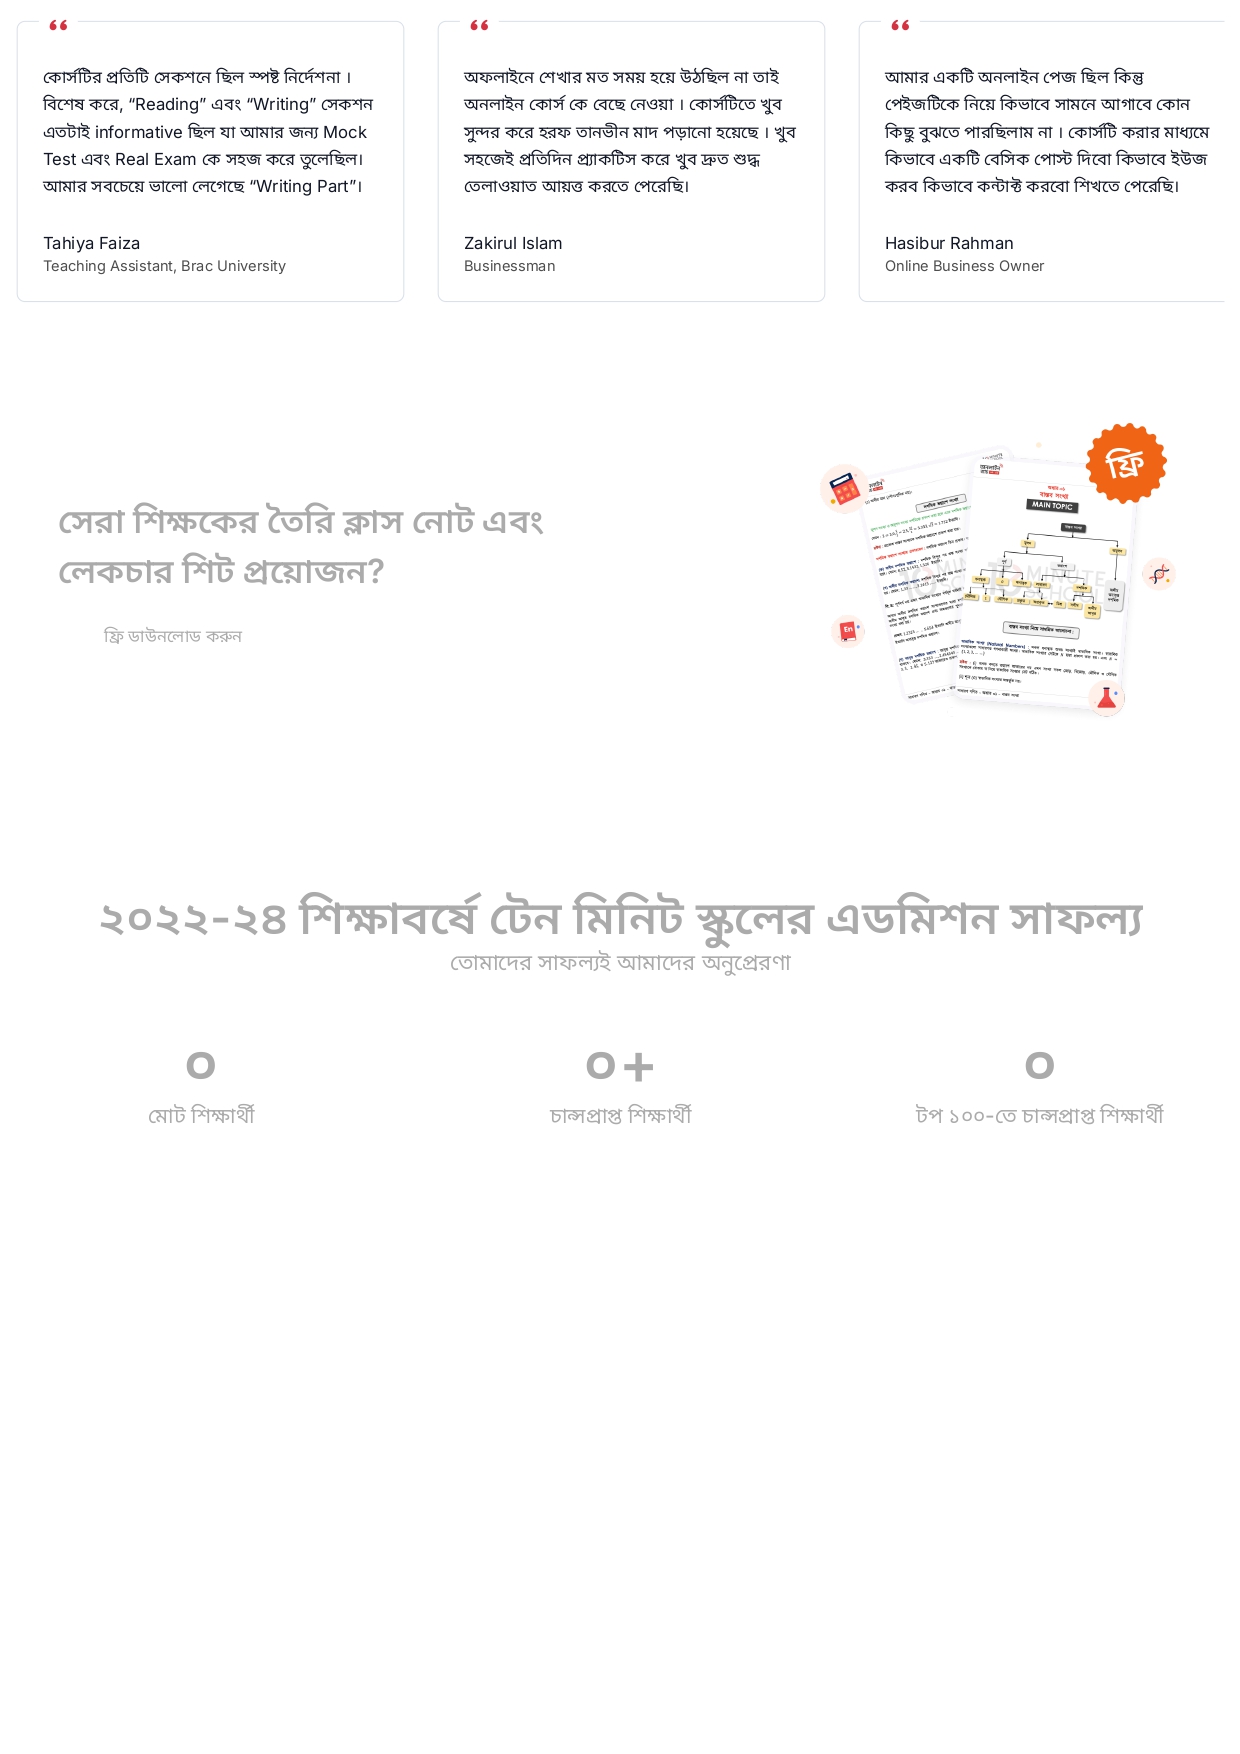 কোর্সটির প্রতিটি সেকশনে ছিল স্পষ্ট নির্দেশনা ।
বিশেষ করে, “Reading” এবং “Writing” সেকশন
এতটাই informative ছিল যা আমার জন্য Mock
Test এবং Real Exam কে সহজ করে তুলেছিল।
আমার সবচেয়ে ভালো লেগেছে “Writing Part”।
Tahiya Faiza
Teaching Assistant, Brac University
অফলাইনে শেখার মত সময় হয়ে উঠছিল না তাই
অনলাইন কোর্স কে বেছে নেওয়া । কোর্সটিতে খুব
সুন্দর করে হরফ তানভীন মাদ পড়ানো হয়েছে । খুব
সহজেই প্রতিদিন প্র্যাকটিস করে খুব দ্রুত শুদ্ধ
তেলাওয়াত আয়ত্ত করতে পেরেছি।
Zakirul Islam
Businessman
আমার একটি অনলাইন পেজ ছিল কিন্তু
পেইজটিকে নিয়ে কিভাবে সামনে আগাবে কোন
কিছু বুঝতে পারছিলাম না । কোর্সটি করার মাধ্যমে
কিভাবে একটি বেসিক পোস্ট দিবো কিভাবে ইউজ
করব কিভাবে কন্টাক্ট করবো শিখতে পেরেছি।
Hasibur Rahman
Online Business Owner
সেরা শিক্ষকের তৈরি ক্লাস নোট এবং
লেকচার শিট প্রয়োজন?
ফ্রি ডাউনলোড করুন
ফ্রি
MAIN TOPIC
En
২০২২-২৪ শিক্ষাবর্ষে টেন মিনিট স্কুলের এডমিশন সাফল্য
তোমাদের সাফল্যই আমাদের অনুপ্রেরণা
০
মোট শিক্ষার্থী
০+
চান্সপ্রাপ্ত শিক্ষার্থী
০
টপ ১০০-তে চান্সপ্রাপ্ত শিক্ষার্থী